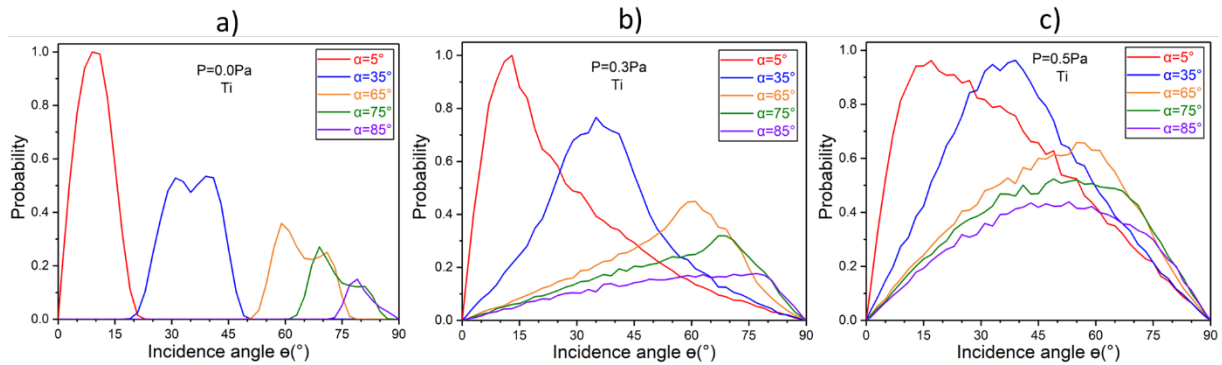 a)
P=0.0Pa
Ti
α=5°
α=35°
α=65°
α=75°
α=85°
Probability
1.0
0.8
0.6
0.4
0.2
0.0
0 15 30 45 60 75 90
Incidence angle ɵ(°)
b)
P=0.3Pa
Ti
α=5°
α=35°
α=65°
α=75°
α=85°
Probability
1.0
0.8
0.6
0.4
0.2
0.0
0 15 30 45 60 75 90
Incidence angle ɵ(°)
c)
P=0.5Pa
Ti
α=5°
α=35°
α=65°
α=75°
α=85°
Probability
1.0
0.8
0.6
0.4
0.2
0.0
0 15 30 45 60 75 90
Incidence angle ɵ(°)